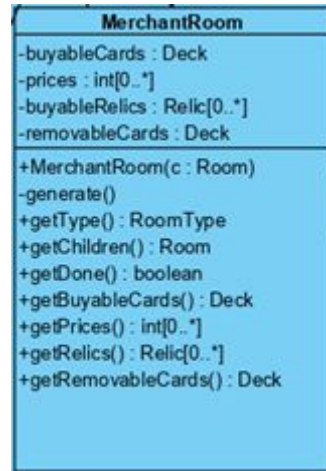 MerchantRoom
-buyableCards : Deck
-prices : int[0..*]
-buyableRelics : Relic[0..*]
-removableCards : Deck
+MerchantRoom(c : Room)
-generate()
+getType() : RoomType
+getChildren() : Room
+getDone() : boolean
+getBuyableCards() : Deck
+getPrices() : int[0..*]
+getRelics() : Relic[0..*]
+getRemovableCards() : Deck